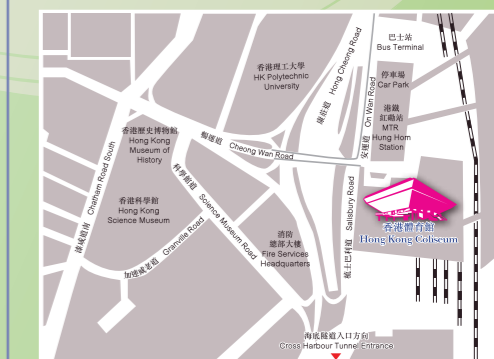 巴士站
Bus Terminal
香港理工大學
HK Polytechnic
University
康莊道 Hong Chong Road
停車場
Car Park
安運道 On Wan Road
港鐵
紅磡站
MTR
Hung Hom
Station
香港歷史博物館
Hong Kong
Museum of
History
暢運道 Cheong Wan Road
漆咸道南 Chatham Road South
科學館道 Science Museum Road
香港科學館
Hong Kong
Science Museum
加連威老道 Granville Road
消防
總部大樓
Fire Services
Headquarters
梳士巴利道 Salisbury Road
香港體育館
Hong Kong Coliseum
海底隧道入口方向
Cross Harbour Tunnel Entrance